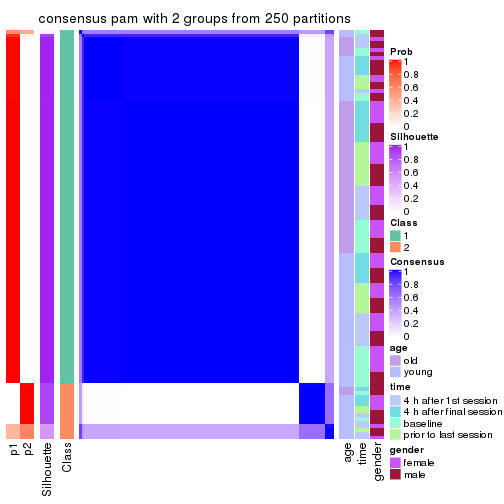 consensus pam with 2 groups from 250 partitions
Prob
1
0.8
0.6
0.4
0.2
0
Silhouette
1
0.8
0.6
0.4
0.2
0
Class
1
2
Consensus
1
0.8
0.6
0.4
0.2
0
age
old
young
time
4 h after 1st session
4 h after final session
baseline
prior to last session
gender
female
male
p1
p2
Silhouette
Class
age
time
gender